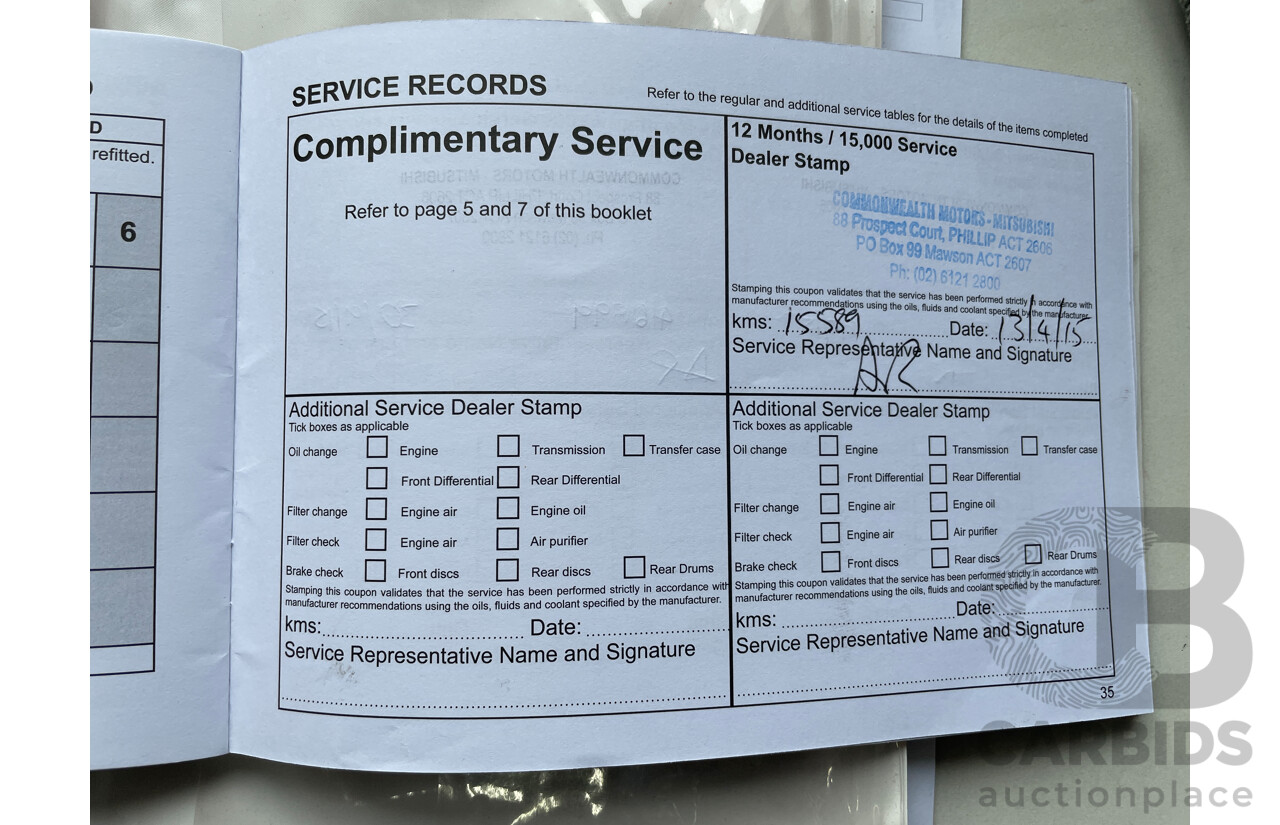 D
refitted.
6
SERVICE RECORDS
Refer to the regular and additional service tables for the details of the items completed
Complimentary Service
Refer to page 5 and 7 of this booklet
12 Months / 15,000 Service
Dealer Stamp
COMMONWEALTH MOTORS - MITSUBISHI
88 Prospect Court, PHILLIP ACT 2606
PO Box 99 Mawson ACT 2607
Ph: (02) 6121 2800
Stamping this coupon validates that the service has been performed strictly in accordance with
manufacturer recommendations using the oils, fluids and coolant specified by the manufacturer.
kms: 15589 Date: 13/4/15
Service Representative Name and Signature
Additional Service Dealer Stamp
Tick boxes as applicable
Oil change Engine Transmission Transfer case
Front Differential Rear Differential
Filter change Engine air Engine oil
Filter check Engine air Air purifier
Brake check Front discs Rear discs Rear Drums
Stamping this coupon validates that the service has been performed strictly in accordance with
manufacturer recommendations using the oils, fluids and coolant specified by the manufacturer.
kms: Date:
Service Representative Name and Signature
Additional Service Dealer Stamp
Tick boxes as applicable
Oil change Engine Transmission Transfer case
Front Differential Rear Differential
Filter change Engine air Engine oil
Filter check Engine air Air purifier
Brake check Front discs Rear discs Rear Drums
Stamping this coupon validates that the service has been performed strictly in accordance with
manufacturer recommendations using the oils, fluids and coolant specified by the manufacturer.
kms: Date:
Service Representative Name and Signature
35
CARBIDS
auctionplace